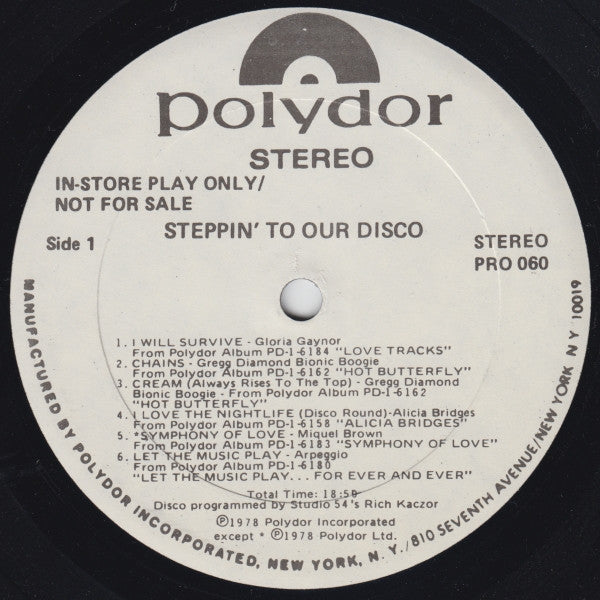 polydor
STEREO
IN-STORE PLAY ONLY/
NOT FOR SALE
STEPPIN' TO OUR DISCO
Side 1
STEREO
PRO 060
1. I WILL SURVIVE - Gloria Gaynor
From Polydor Album PD-1-6184 "LOVE TRACKS"
2. CHAINS - Gregg Diamond Bionic Boogie
From Polydor Album PD-1-6162 "HOT BUTTERFLY"
3. CREAM (Always Rises To The Top) - Gregg Diamond
Bionic Boogie - From Polydor Album PD-1-6162
"HOT BUTTERFLY"
4. I LOVE THE NIGHTLIFE (Disco Round)-Alicia Bridges
From Polydor Album PD-1-6158 "ALICIA BRIDGES"
5. *SYMPHONY OF LOVE - Miquel Brown
From Polydor Album PD-1-6183 "SYMPHONY OF LOVE"
6. LET THE MUSIC PLAY - Arpeggio
From Polydor Album PD-1-6180
"LET THE MUSIC PLAY...FOR EVER AND EVER"
Total Time: 18:50
Disco programmed by Studio 54's Rich Kaczor
℗1978 Polydor Incorporated
except * ℗1978 Polydor Ltd.
MANUFACTURED BY POLYDOR INCORPORATED, NEW YORK, N.Y./810 SEVENTH AVENUE/NEW YORK NY 10019